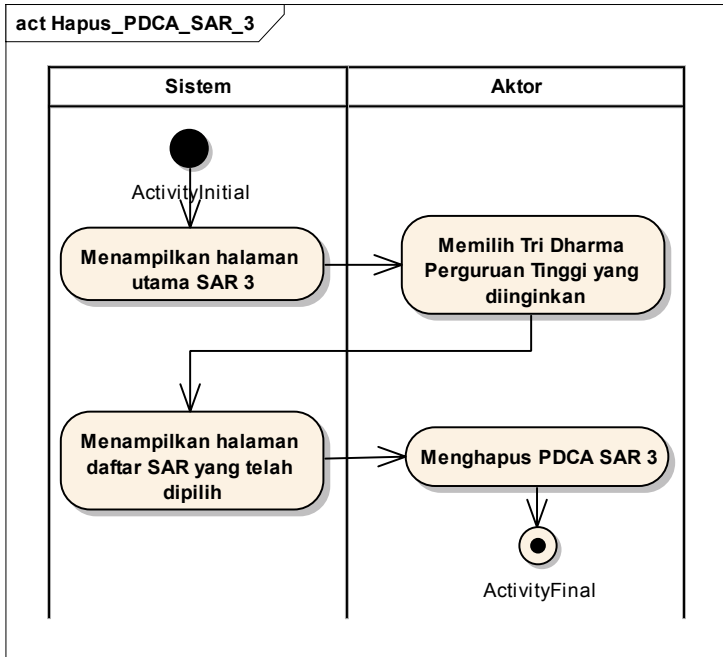 act Hapus_PDCA_SAR_3
Sistem
Aktor
ActivityInitial
Menampilkan halaman
utama SAR 3
Memilih Tri Dharma
Perguruan Tinggi yang
diinginkan
Menampilkan halaman
daftar SAR yang telah
dipilih
Menghapus PDCA SAR 3
ActivityFinal